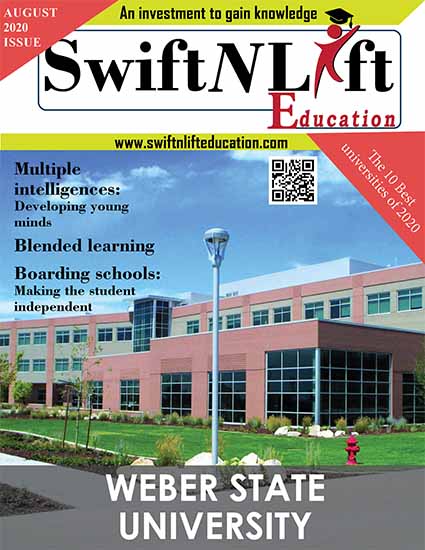 AUGUST
2020
ISSUE
An investment to gain knowledge
SwiftNLift
Education
www.swiftnlifteducation.com
The 10 Best
universities of 2020
Multiple
intelligences:
Developing young
minds
Blended learning
Boarding schools:
Making the student
independent
WEBER STATE
UNIVERSITY